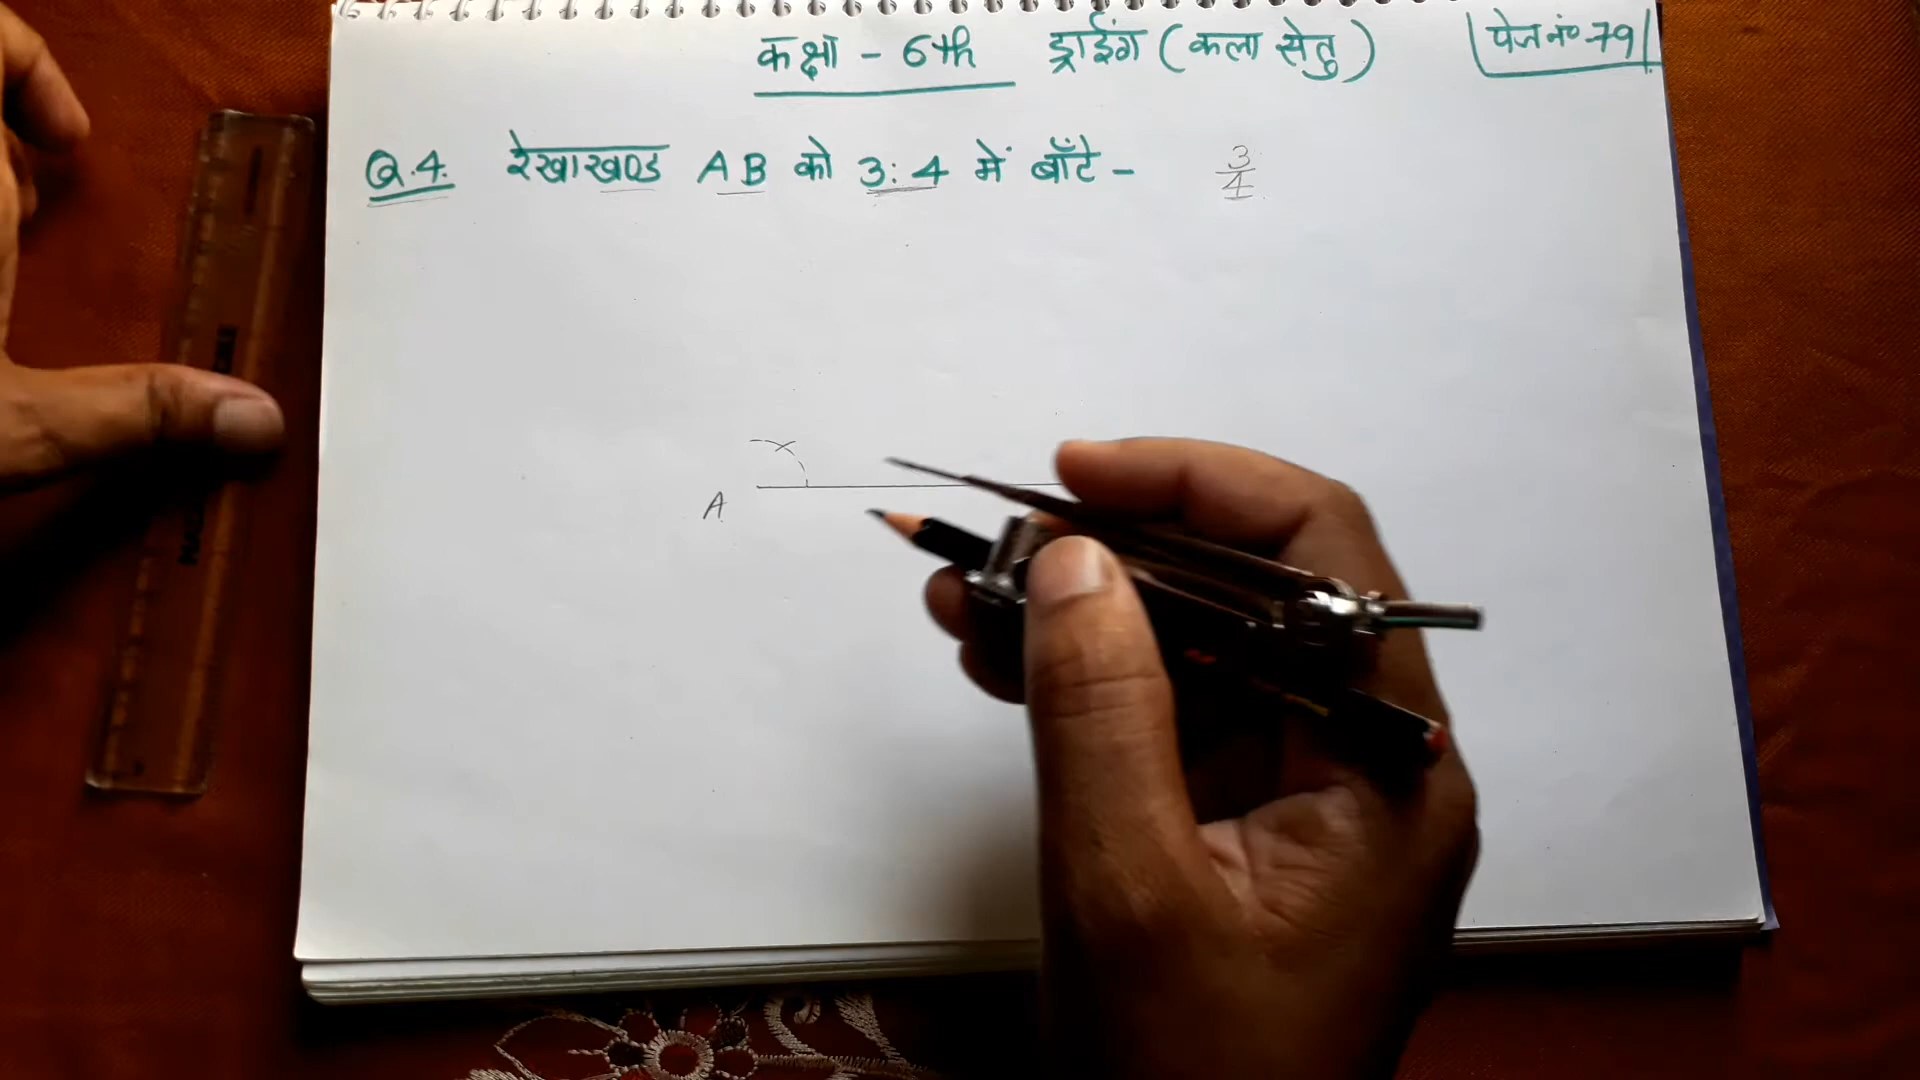 कक्षा - 6th ड्राईंग (कला सेतु) पेज नं० 79
Q.4. रेखाखण्ड AB को 3:4 में बाँटे - 3/4
A